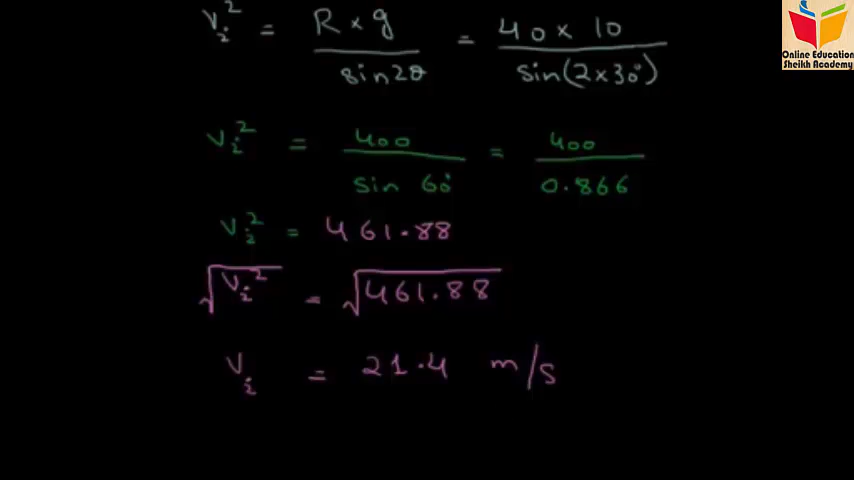 Vi² = R × g / sin2θ = 40 × 10 / sin(2×30°)
Vi² = 400 / sin 60° = 400 / 0.866
Vi² = 461.88
√Vi² = √461.88
Vi = 21.4 m/s
Online Education
Sheikh Academy